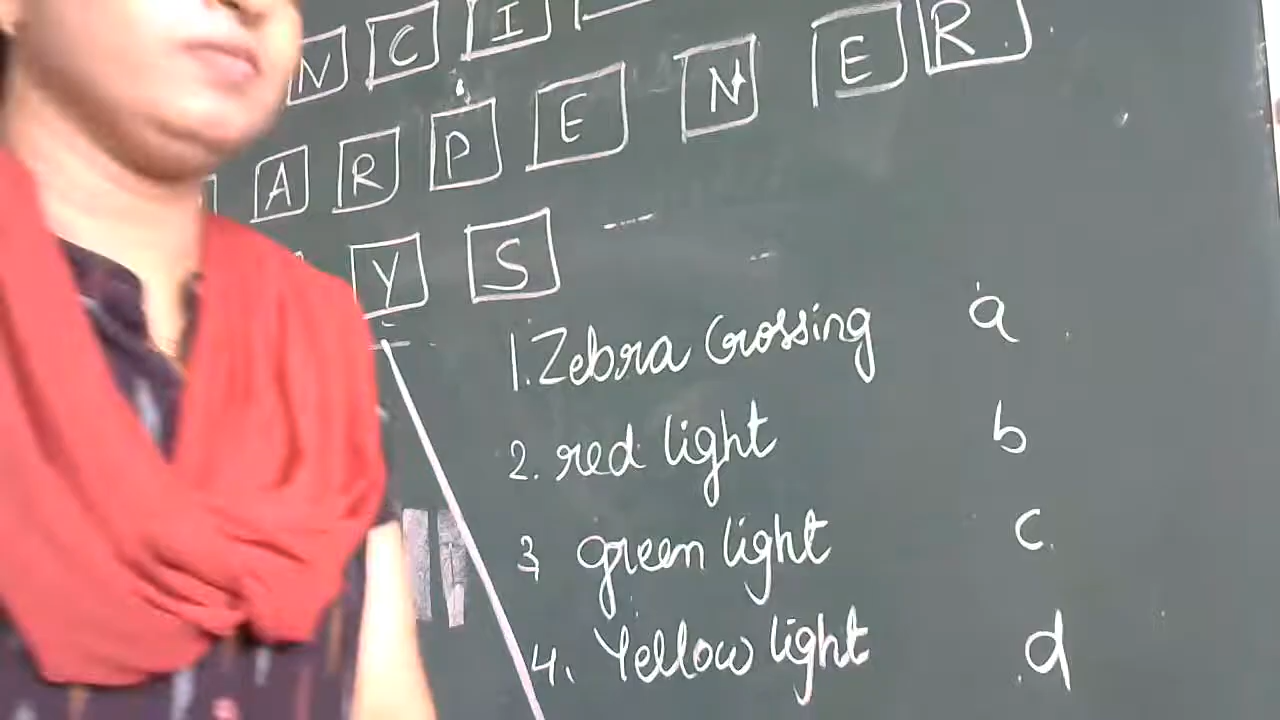 N C I
A R P E N E R
Y S
1. Zebra Crossing a
2. red light b
3 green light c.
4. Yellow light d